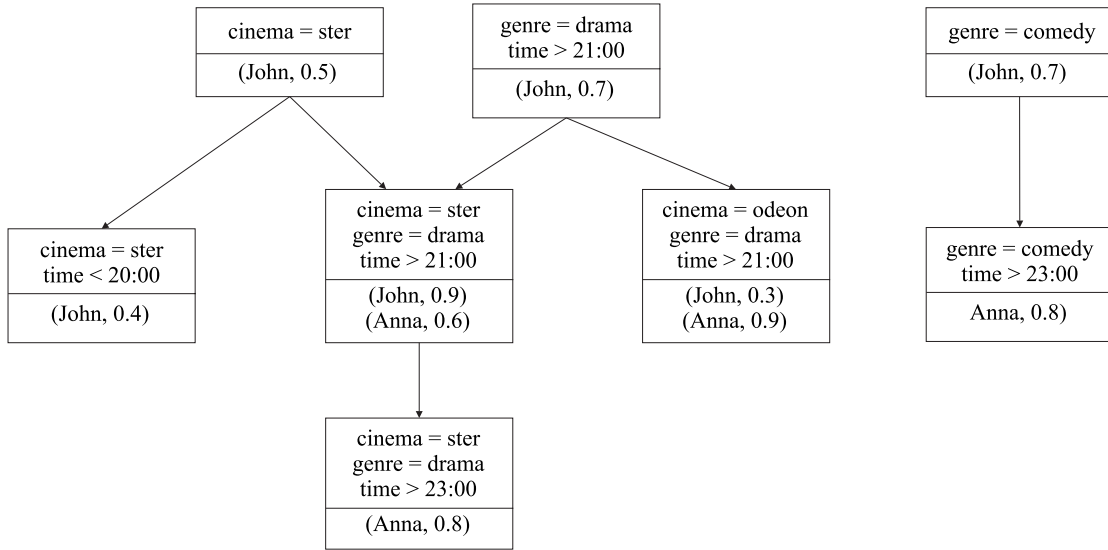 cinema = ster
(John, 0.5)
genre = drama
time > 21:00
(John, 0.7)
genre = comedy
(John, 0.7)
cinema = ster
time < 20:00
(John, 0.4)
cinema = ster
genre = drama
time > 21:00
(John, 0.9)
(Anna, 0.6)
cinema = odeon
genre = drama
time > 21:00
(John, 0.3)
(Anna, 0.9)
genre = comedy
time > 23:00
Anna, 0.8)
cinema = ster
genre = drama
time > 23:00
(Anna, 0.8)